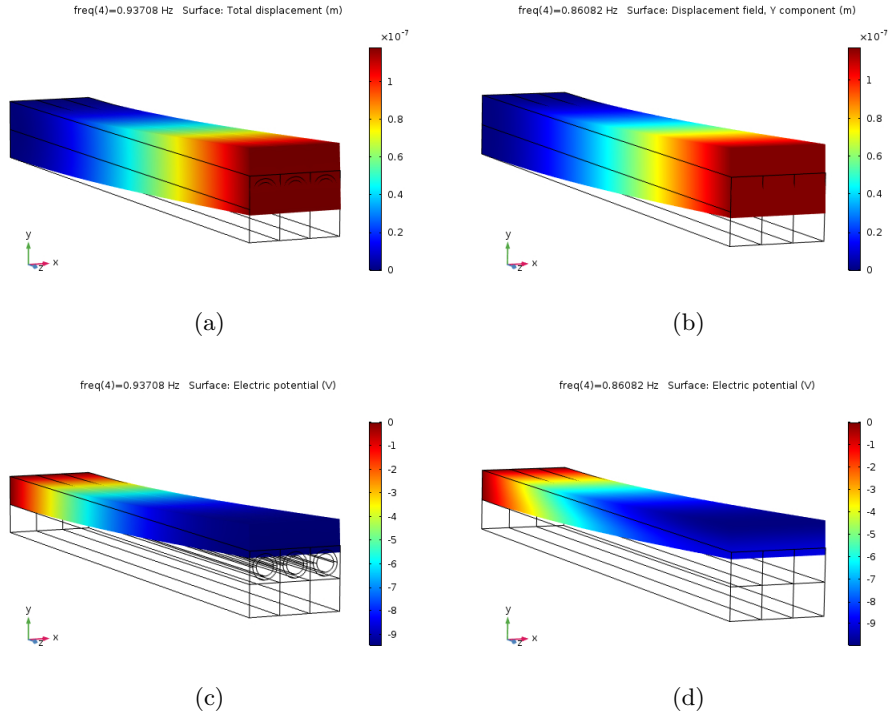 freq(4)=0.93708 Hz Surface: Total displacement (m)
×10⁻⁷
1
0.8
0.6
0.4
0.2
0
y
z
x
(a)
freq(4)=0.86082 Hz Surface: Displacement field, Y component (m)
×10⁻⁷
1
0.8
0.6
0.4
0.2
0
y
z
x
(b)
freq(4)=0.93708 Hz Surface: Electric potential (V)
0
-1
-2
-3
-4
-5
-6
-7
-8
-9
y
z
x
(c)
freq(4)=0.86082 Hz Surface: Electric potential (V)
0
-1
-2
-3
-4
-5
-6
-7
-8
-9
y
z
x
(d)